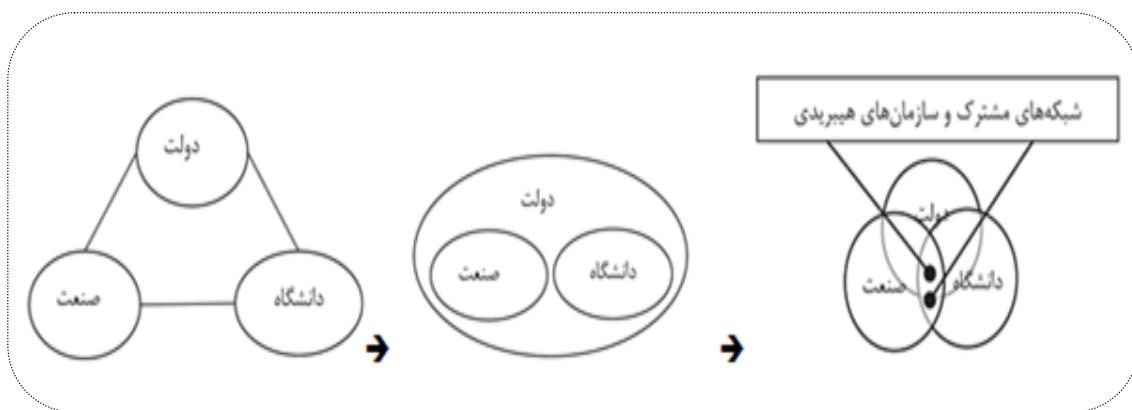 دولت
صنعت
دانشگاه
دولت
صنعت
دانشگاه
شبکه‌های مشترک و سازمان‌های هیبریدی
دولت
صنعت
دانشگاه